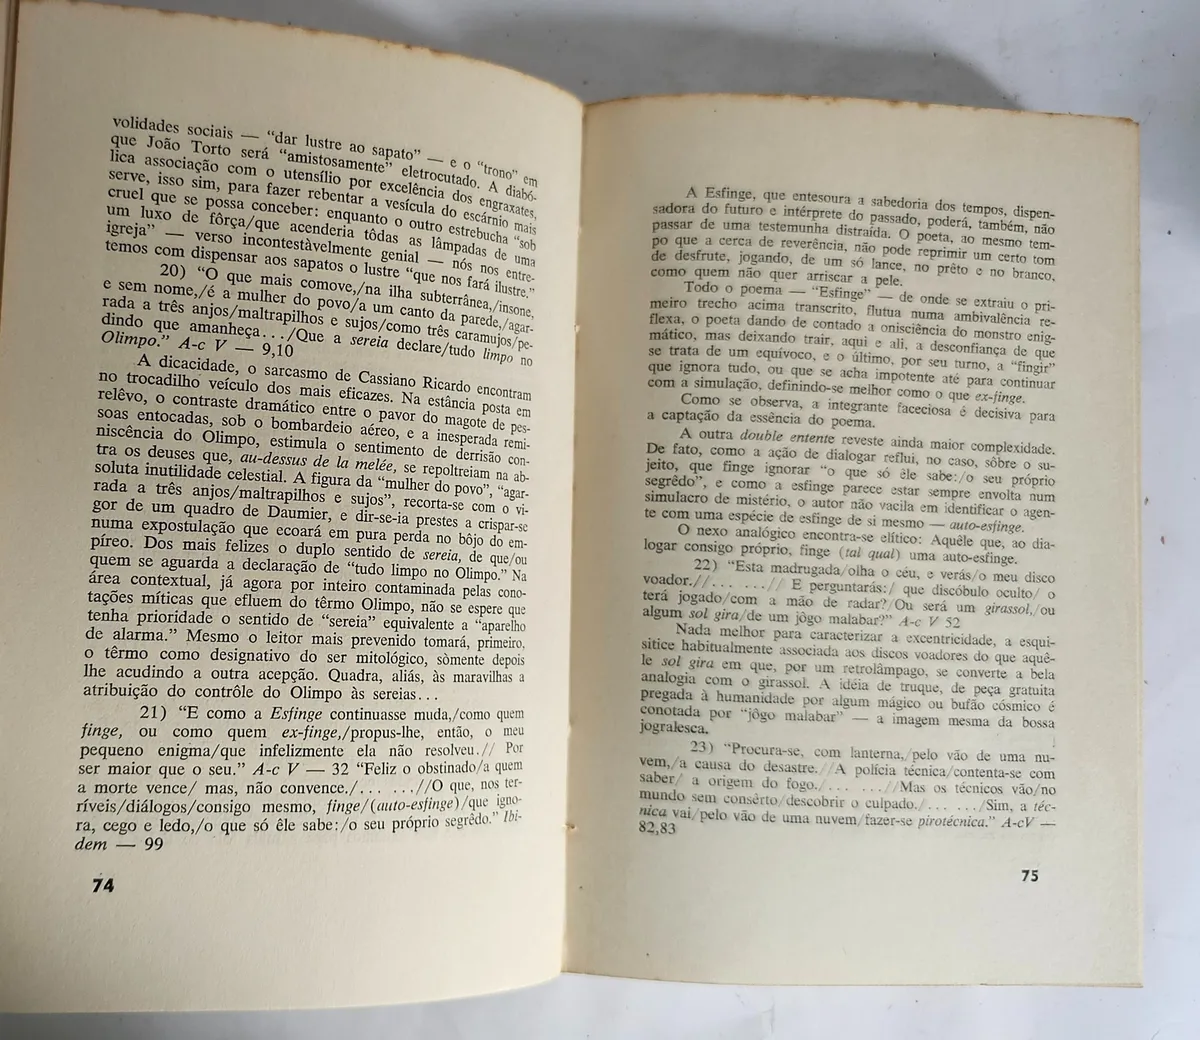 volidades sociais — “dar lustre ao sapato” — e o “trono” em
que João Torto será “amistosamente” eletrocutado. A diabó-
lica associação com o utensílio por excelência dos engraxates,
serve, isso sim, para fazer rebentar a vesícula do escárnio mais
cruel que se possa conceber: enquanto o outro estrebucha “sob
um luxo de fôrça/que acenderia tôdas as lâmpadas de uma
igreja” — verso incontestàvelmente genial — nós nos entre-
temos com dispensar aos sapatos o lustre “que nos fará ilustre.”
20) “O que mais comove,/na ilha subterrânea,/insone,
e sem nome,/é a mulher do povo/a um canto da parede,/agar-
rada a três anjos/maltrapilhos e sujos/como três caramujos/pe-
dindo que amanheça.../Que a sereia declare/tudo limpo no
Olimpo.” A-c V — 9,10
A dicacidade, o sarcasmo de Cassiano Ricardo encontram
no trocadilho veículo dos mais eficazes. Na estância posta em
relêvo, o contraste dramático entre o pavor do magote de pes-
soas entocadas, sob o bombardeio aéreo, e a inesperada remi-
niscência do Olimpo, estimula o sentimento de derrisão con-
tra os deuses que, au-dessus de la melée, se repoltreiam na ab-
soluta inutilidade celestial. A figura da “mulher do povo”, “agar-
rada a três anjos/maltrapilhos e sujos”, recorta-se com o vi-
gor de um quadro de Daumier, e dir-se-ia prestes a crispar-se
numa expostulação que ecoará em pura perda no bôjo do em-
píreo. Dos mais felizes o duplo sentido de sereia, de que/ou
quem se aguarda a declaração de “tudo limpo no Olimpo.” Na
área contextual, já agora por inteiro contaminada pelas cono-
tações míticas que efluem do têrmo Olimpo, não se espere que
tenha prioridade o sentido de “sereia” equivalente a “aparelho
de alarma.” Mesmo o leitor mais prevenido tomará, primeiro,
o têrmo como designativo do ser mitológico, sòmente depois
lhe acudindo a outra acepção. Quadra, aliás, às maravilhas a
atribuição do contrôle do Olimpo às sereias...
21) “E como a Esfinge continuasse muda,/como quem
finge, ou como quem ex-finge,/propus-lhe, então, o meu
pequeno enigma/que infelizmente ela não resolveu.// Por
ser maior que o seu.” A-c V — 32 “Feliz o obstinado/a quem
a morte vence/ mas, não convence./... ...//O que, nos ter-
ríveis/diálogos/consigo mesmo, finge/(auto-esfinge)/que igno-
ra, cego e ledo,/o que só êle sabe:/o seu próprio segrêdo.” Ibi-
dem — 99
74
A Esfinge, que entesoura a sabedoria dos tempos, dispen-
sadora do futuro e intérprete do passado, poderá, também, não
passar de uma testemunha distraída. O poeta, ao mesmo tem-
po que a cerca de reverência, não pode reprimir um certo tom
de desfrute, jogando, de um só lance, no prêto e no branco,
como quem não quer arriscar a pele.
Todo o poema — “Esfinge” — de onde se extraiu o pri-
meiro trecho acima transcrito, flutua numa ambivalência re-
flexa, o poeta dando de contado a onisciência do monstro enig-
mático, mas deixando trair, aqui e ali, a desconfiança de que
se trata de um equívoco, e o último, por seu turno, a “fingir”
que ignora tudo, ou que se acha impotente até para continuar
com a simulação, definindo-se melhor como o que ex-finge.
Como se observa, a integrante faceciosa é decisiva para
a captação da essência do poema.
A outra double entente reveste ainda maior complexidade.
De fato, como a ação de dialogar reflui, no caso, sôbre o su-
jeito, que finge ignorar “o que só êle sabe:/o seu próprio
segrêdo”, e como a esfinge parece estar sempre envolta num
simulacro de mistério, o autor não vacila em identificar o agen-
te com uma espécie de esfinge de si mesmo — auto-esfinge.
O nexo analógico encontra-se elítico: Aquêle que, ao dia-
logar consigo próprio, finge (tal qual) uma auto-esfinge.
22) “Esta madrugada/olha o céu, e verás/o meu disco
voador.//... ...// E perguntarás:/ que discóbulo oculto/ o
terá jogado/com a mão de radar?/Ou será um girassol,/ou
algum sol gira/de um jôgo malabar?” A-c V 52
Nada melhor para caracterizar a excentricidade, a esqui-
sitice habitualmente associada aos discos voadores do que aquê-
le sol gira em que, por um retrolâmpago, se converte a bela
analogia com o girassol. A idéia de truque, de peça gratuita
pregada à humanidade por algum mágico ou bufão cósmico é
conotada por “jôgo malabar” — a imagem mesma da bossa
jogralesca.
23) “Procura-se, com lanterna,/pelo vão de uma nu-
vem,/a causa do desastre.//A polícia técnica/contenta-se com
saber/ a origem do fogo./... ...//Mas os técnicos vão/no
mundo sem consêrto/descobrir o culpado./... .../Sim, a téc-
nica vai/pelo vão de uma nuvem/fazer-se pirotécnica.” A-cV —
82,83
75